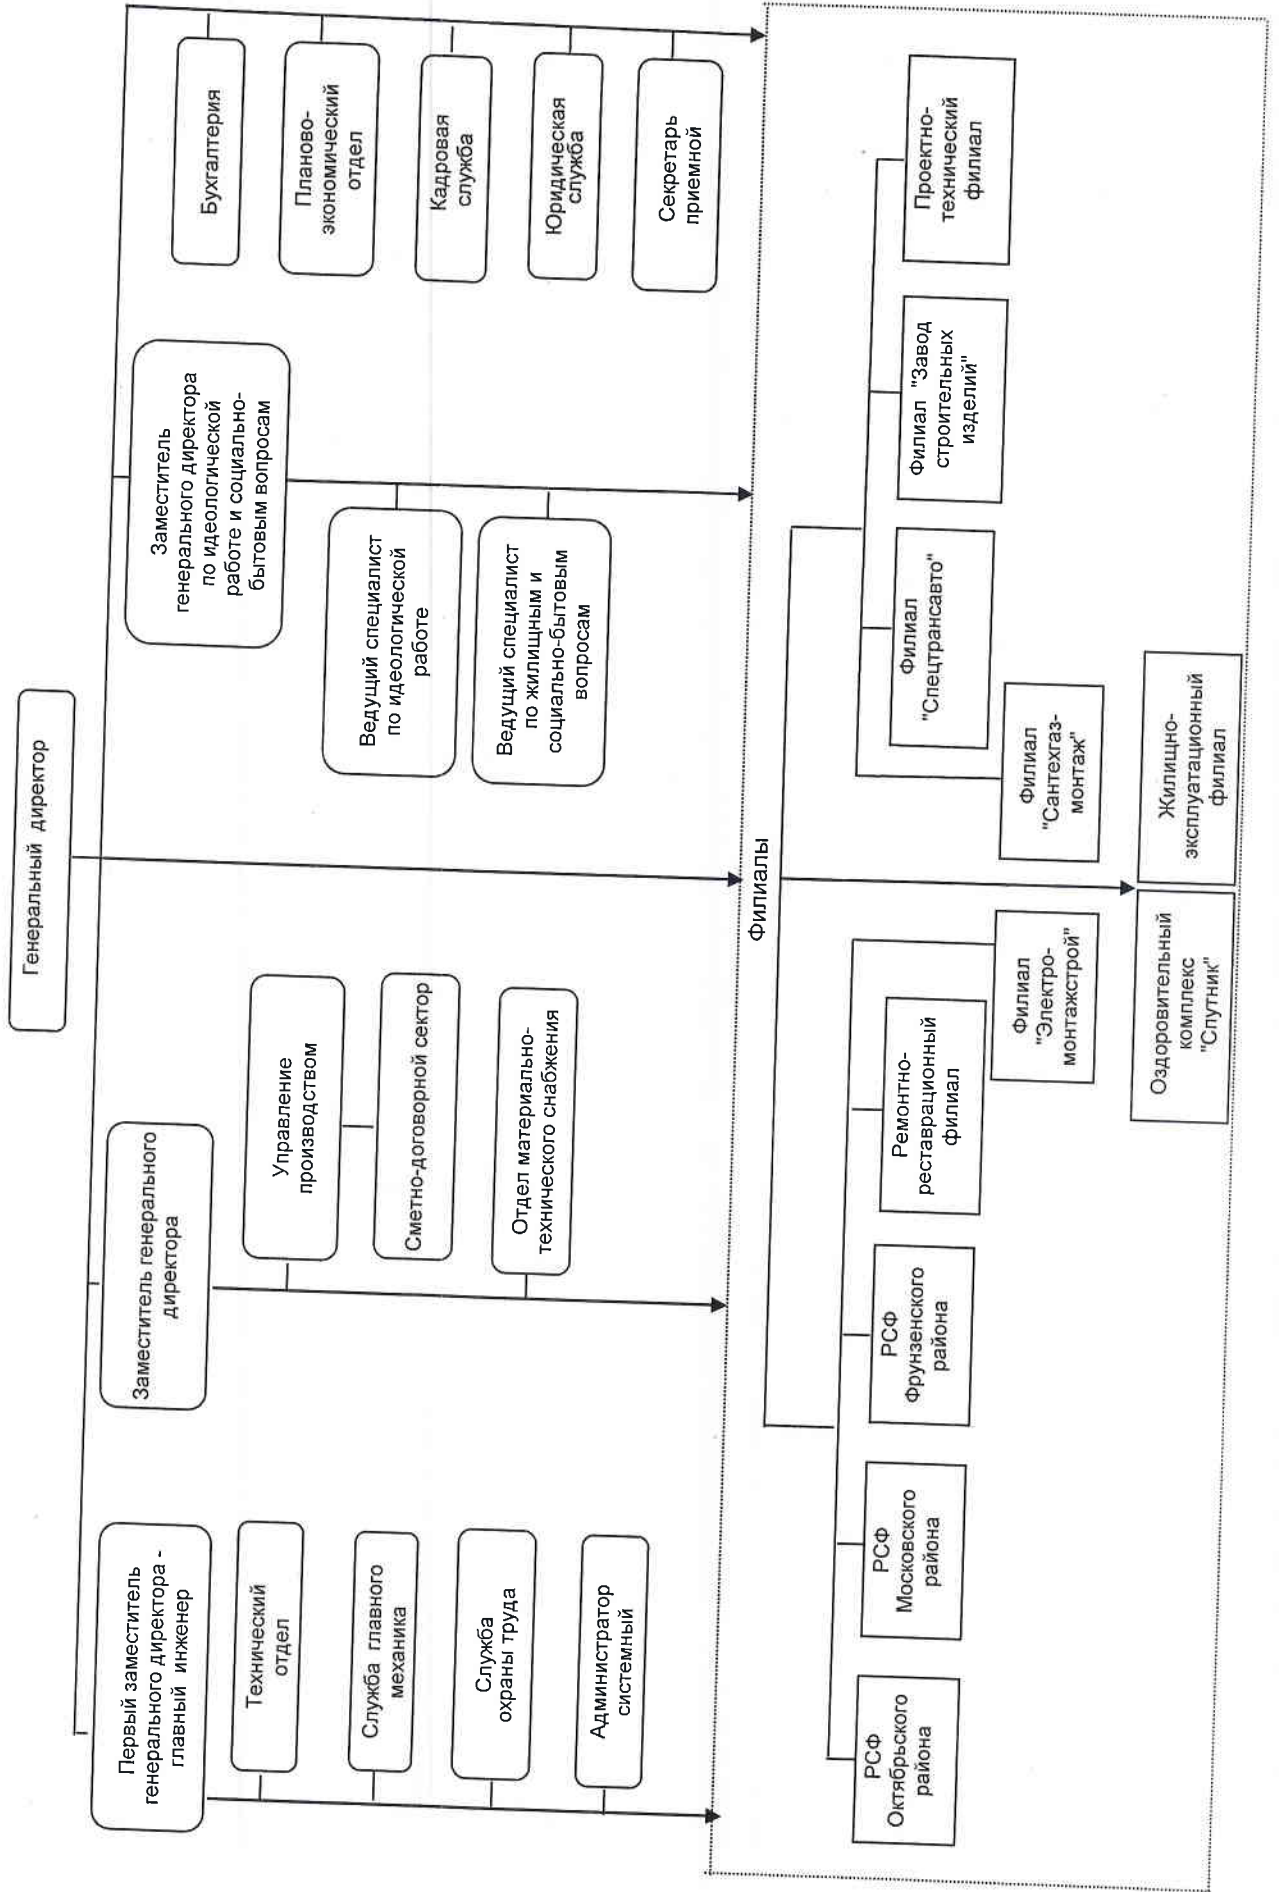 Генеральный директор
Первый заместитель
генерального директора -
главный инженер
Технический
отдел
Служба главного
механика
Служба
охраны труда
Администратор
системный
Заместитель генерального
директора
Управление
производством
Сметно-договорной сектор
Отдел материально-
технического снабжения
Заместитель
генерального директора
по идеологической
работе и социально-
бытовым вопросам
Ведущий специалист
по идеологической
работе
Ведущий специалист
по жилищным и
социально-бытовым
вопросам
Бухгалтерия
Планово-
экономический
отдел
Кадровая
служба
Юридическая
служба
Секретарь
приемной
Филиалы
РСФ
Октябрьского
района
РСФ
Московского
района
РСФ
Фрунзенского
района
Ремонтно-
реставрационный
филиал
Филиал
"Электро-
монтажстрой"
Филиал
"Сантехгаз-
монтаж"
Филиал
"Спецтрансавто"
Филиал "Завод
строительных
изделий"
Проектно-
технический
филиал
Оздоровительный
комплекс
"Спутник"
Жилищно-
эксплуатационный
филиал